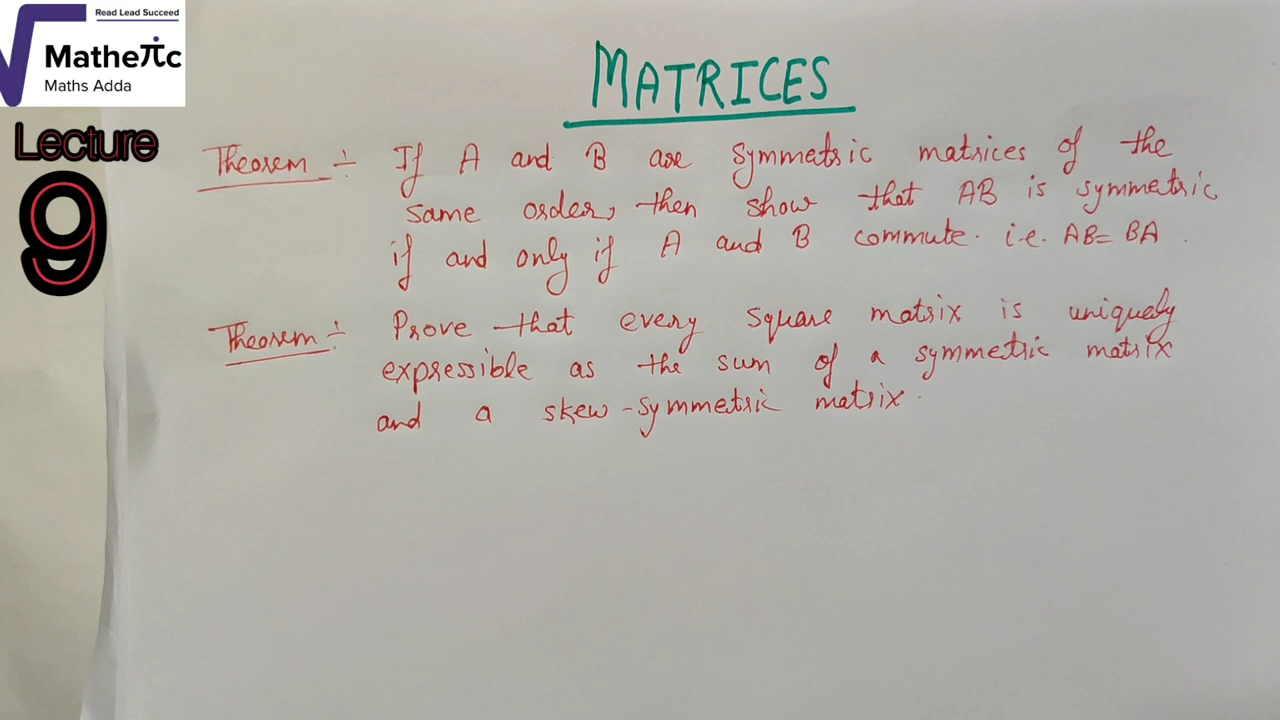 Read Lead Succeed
Matheπc
Maths Adda
Lecture
9
MATRICES
Theorem :- If A and B are symmetric matrices of the
same order, then show that AB is symmetric
if and only if A and B commute. i.e. AB = BA.
Theorem :- Prove that every square matrix is uniquely
expressible as the sum of a symmetric matrix
and a skew-symmetric matrix.